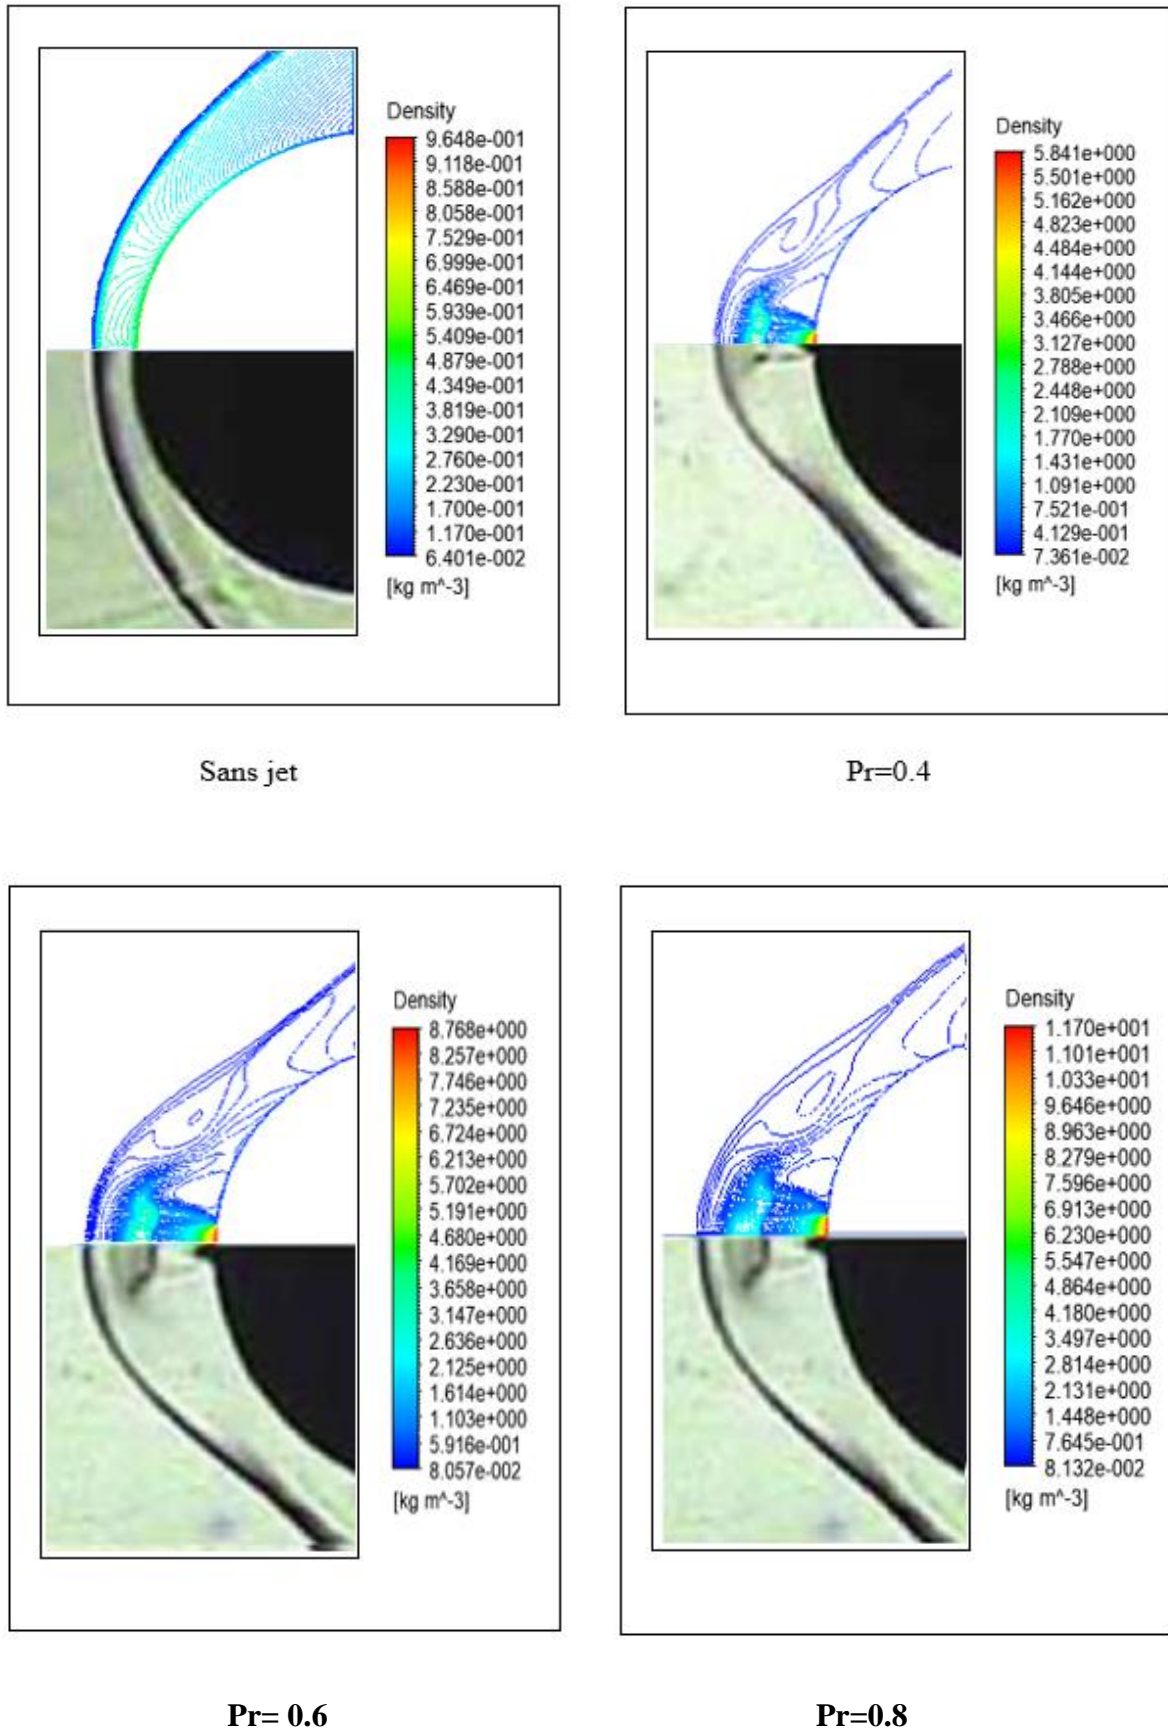 Density
9.648e-001
9.118e-001
8.588e-001
8.058e-001
7.529e-001
6.999e-001
6.469e-001
5.939e-001
5.409e-001
4.879e-001
4.349e-001
3.819e-001
3.290e-001
2.760e-001
2.230e-001
1.700e-001
1.170e-001
6.401e-002
[kg m^-3]
Sans jet
Density
5.841e+000
5.501e+000
5.162e+000
4.823e+000
4.484e+000
4.144e+000
3.805e+000
3.466e+000
3.127e+000
2.788e+000
2.448e+000
2.109e+000
1.770e+000
1.431e+000
1.091e+000
7.521e-001
4.129e-001
7.361e-002
[kg m^-3]
Pr=0.4
Density
8.768e+000
8.257e+000
7.746e+000
7.235e+000
6.724e+000
6.213e+000
5.702e+000
5.191e+000
4.680e+000
4.169e+000
3.658e+000
3.147e+000
2.636e+000
2.125e+000
1.614e+000
1.103e+000
5.916e-001
8.057e-002
[kg m^-3]
Pr= 0.6
Density
1.170e+001
1.101e+001
1.033e+001
9.646e+000
8.963e+000
8.279e+000
7.596e+000
6.913e+000
6.230e+000
5.547e+000
4.864e+000
4.180e+000
3.497e+000
2.814e+000
2.131e+000
1.448e+000
7.645e-001
8.132e-002
[kg m^-3]
Pr=0.8